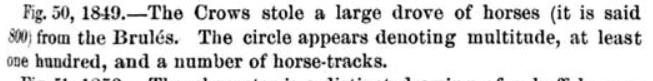 Fig. 50, 1849.—The Crows stole a large drove of horses (it is said
800) from the Brulés. The circle appears denoting multitude, at least
one hundred, and a number of horse-tracks.